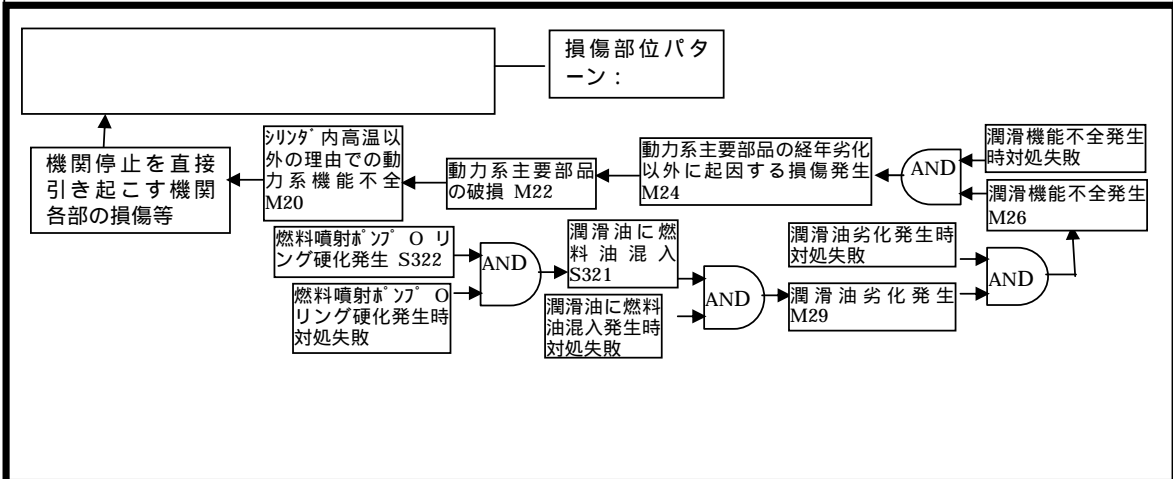 損傷部位パタ
ーン：
機関停止を直接
引き起こす機関
各部の損傷等
ｼﾘﾝﾀﾞ内高温以
外の理由での動
力系機能不全
M20
動力系主要部品
の破損 M22
動力系主要部品の経年劣化
以外に起因する損傷発生
M24
AND
潤滑機能不全発生
時対処失敗
潤滑機能不全発生
M26
燃料噴射ﾎﾟﾝﾌﾟ O リ
ング硬化発生 S322
燃料噴射ﾎﾟﾝﾌﾟ O
リング硬化発生時
対処失敗
AND
潤滑油に燃
料油混入
S321
潤滑油に燃料
油混入発生時
対処失敗
AND
潤滑油劣化発生時
対処失敗
潤滑油劣化発生
M29
AND